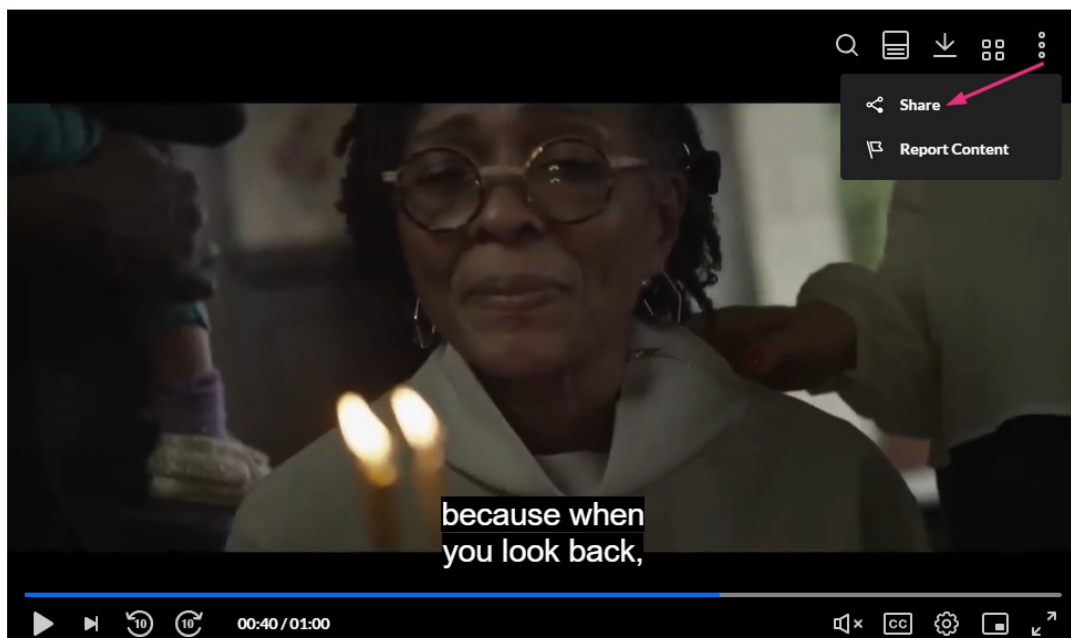 Share
Report Content
because when
you look back,
10
10
00:40 / 01:00
CC